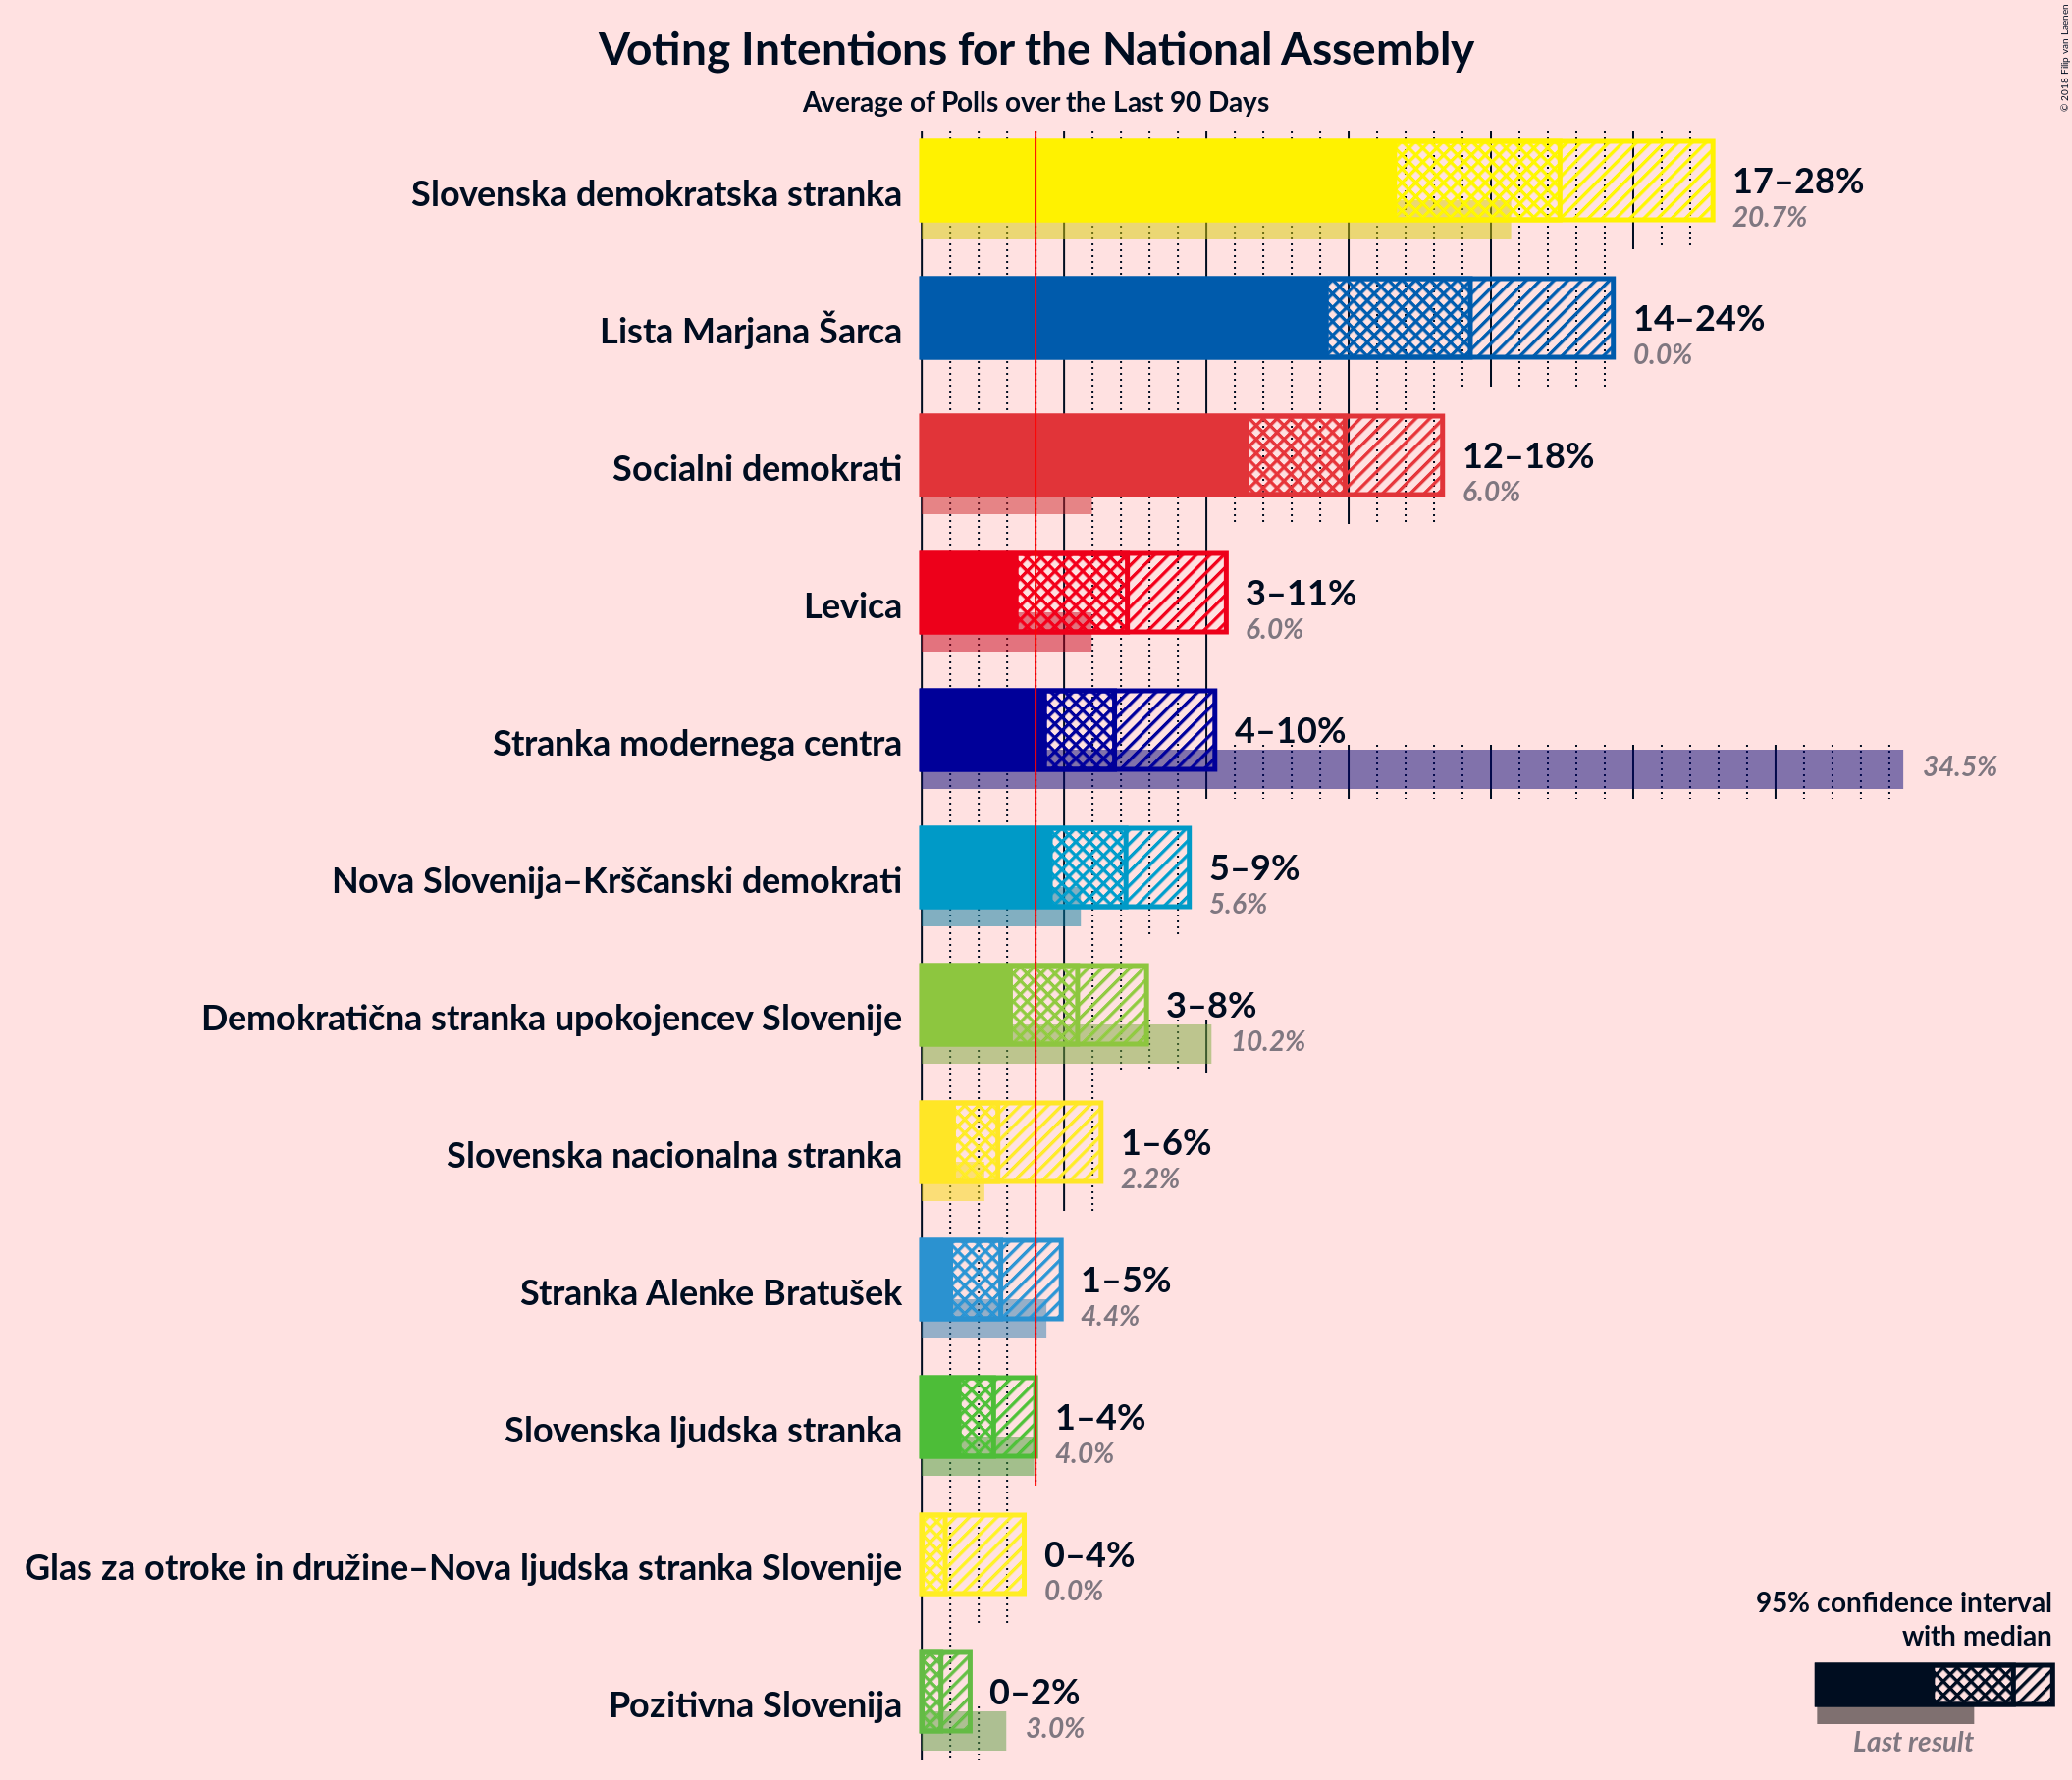 Voting Intentions for the National Assembly
Average of Polls over the Last 90 Days
© 2018 Filip van Laenen
Slovenska demokratska stranka
17–28%
20.7%
Lista Marjana Šarca
14–24%
0.0%
Socialni demokrati
12–18%
6.0%
Levica
3–11%
6.0%
Stranka modernega centra
4–10%
34.5%
Nova Slovenija–Krščanski demokrati
5–9%
5.6%
Demokratična stranka upokojencev Slovenije
3–8%
10.2%
Slovenska nacionalna stranka
1–6%
2.2%
Stranka Alenke Bratušek
1–5%
4.4%
Slovenska ljudska stranka
1–4%
4.0%
Glas za otroke in družine–Nova ljudska stranka Slovenije
0–4%
0.0%
Pozitivna Slovenija
0–2%
3.0%
95% confidence interval
with median
Last result